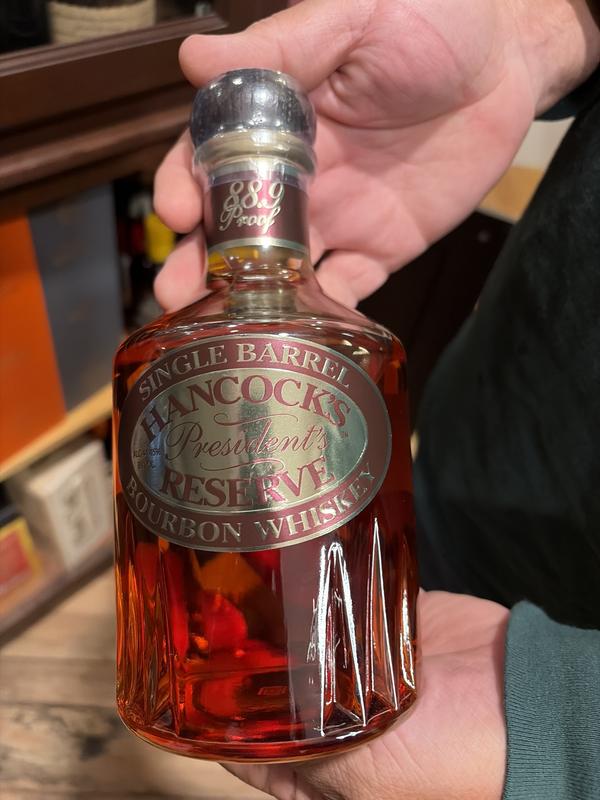 88.9
Proof
SINGLE BARREL
HANCOCK'S
President's
RESERVE
BOURBON WHISKEY